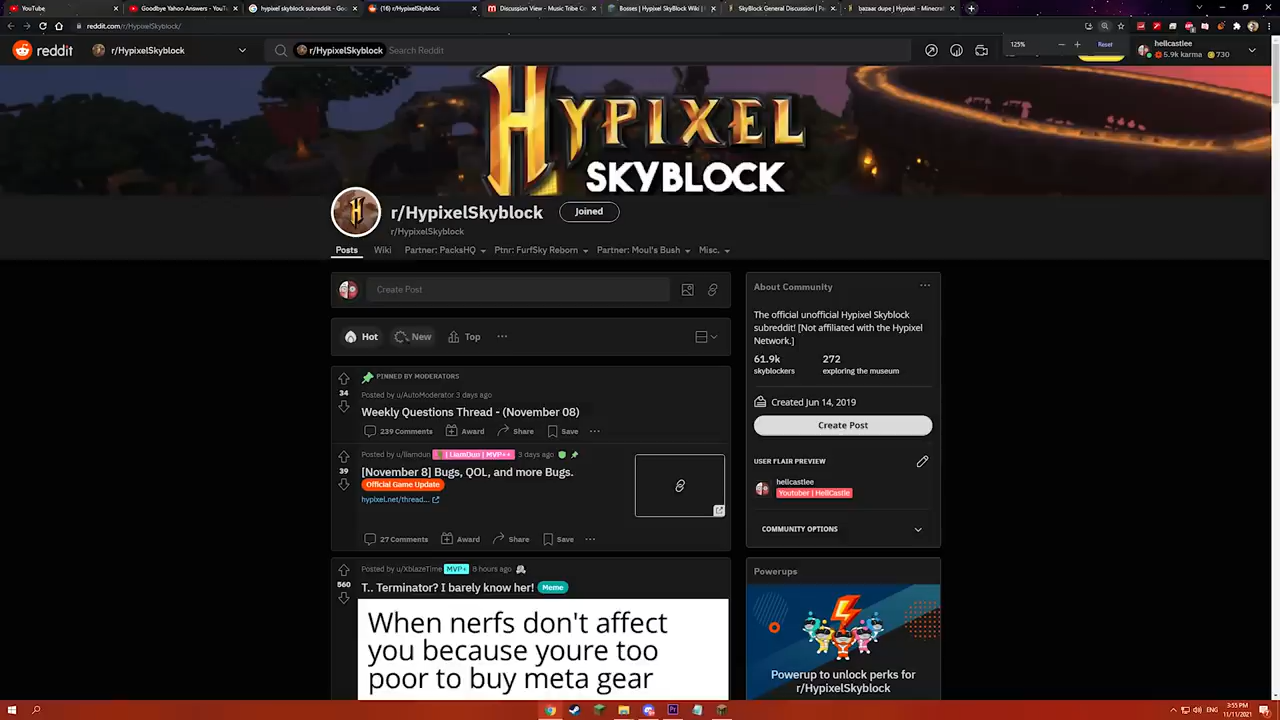 YouTube
Goodbye Yahoo Answers - YouTu
hypixel skyblock subreddit - Goo
(16) r/HypixelSkyblock
Discussion View - Music Tribe Co
Bosses | Hypixel SkyBlock Wiki |
SkyBlock General Discussion | Fo
bazaar dupe | Hypixel - Minecraf
reddit.com/r/HypixelSkyblock/
125%
Reset
reddit
r/HypixelSkyblock
r/HypixelSkyblock
Search Reddit
hellcastlee
5.9k karma
730
HYPIXEL
SKYBLOCK
r/HypixelSkyblock
Joined
r/HypixelSkyblock
Posts
Wiki
Partner: PacksHQ
Ptnr: FurfSky Reborn
Partner: Moul's Bush
Misc.
Create Post
Hot
New
Top
PINNED BY MODERATORS
Posted by u/AutoModerator 3 days ago
34
Weekly Questions Thread - (November 08)
239 Comments
Award
Share
Save
Posted by u/liamdun
| LiamDun | MVP++
3 days ago
39
[November 8] Bugs, QOL, and more Bugs.
Official Game Update
hypixel.net/thread...
27 Comments
Award
Share
Save
Posted by u/XblazeTime
MVP+
8 hours ago
560
T.. Terminator? I barely know her!
Meme
When nerfs don't affect
you because youre too
poor to buy meta gear
About Community
The official unofficial Hypixel Skyblock
subreddit! [Not affiliated with the Hypixel
Network.]
61.9k
272
skyblockers
exploring the museum
Created Jun 14, 2019
Create Post
USER FLAIR PREVIEW
hellcastlee
Youtuber | HellCastle
COMMUNITY OPTIONS
Powerups
Powerup to unlock perks for
r/HypixelSkyblock
ENG
3:55 PM
11/11/2021